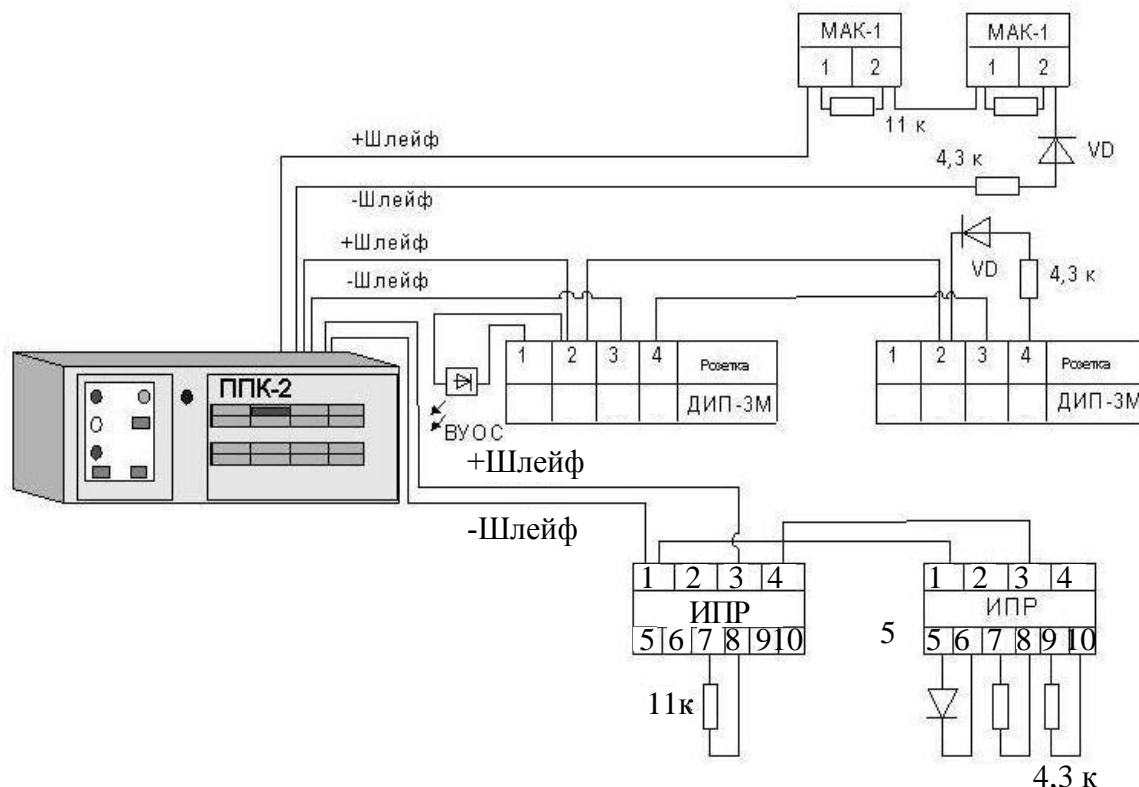 МАК-1 МАК-1
1 2 1 2
11 к
+Шлейф
4,3 к VD
-Шлейф
+Шлейф
VD 4,3 к
-Шлейф
1 2 3 4 Розетка
ДИП-3М
1 2 3 4 Розетка
ДИП-3М
ППК-2
ВУОС
+Шлейф
-Шлейф
1 2 3 4
ИПР
5 6 7 8 9 10
11к
5
1 2 3 4
ИПР
5 6 7 8 9 10
4,3 к